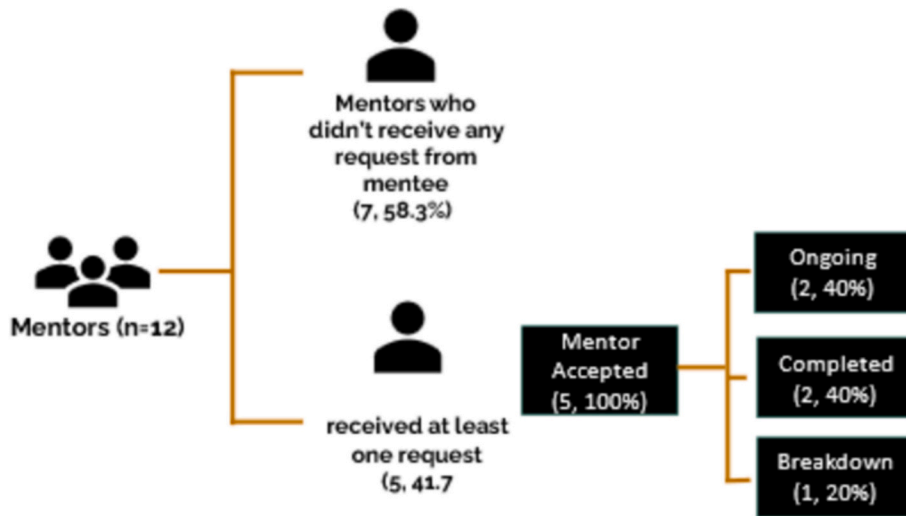 Mentors (n=12)
Mentors who
didn't receive any
request from
mentee
(7, 58.3%)
received at least
one request
(5, 41.7
Mentor
Accepted
(5, 100%)
Ongoing
(2, 40%)
Completed
(2, 40%)
Breakdown
(1, 20%)